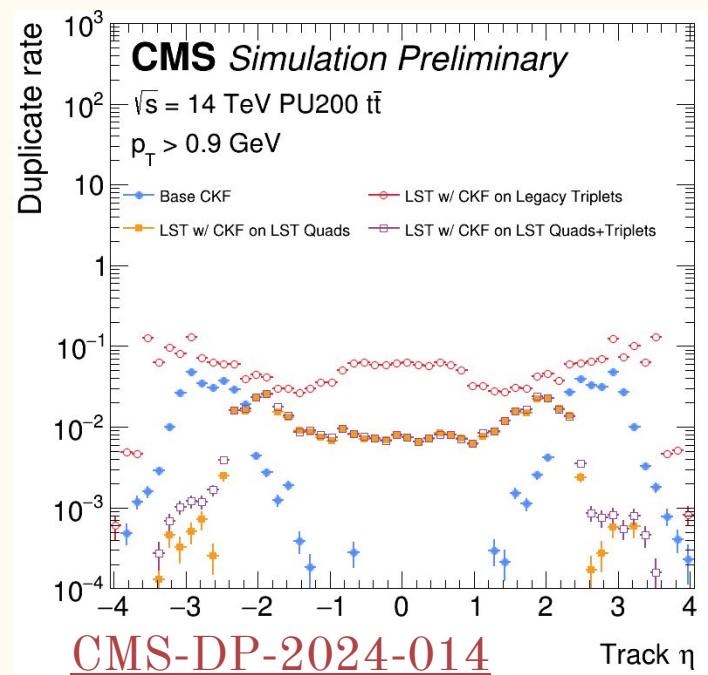 CMS Simulation Preliminary
√s = 14 TeV PU200 tt̄
p_T > 0.9 GeV
Base CKF
LST w/ CKF on Legacy Triplets
LST w/ CKF on LST Quads
LST w/ CKF on LST Quads+Triplets
Duplicate rate
10³
10²
10
1
10⁻¹
10⁻²
10⁻³
10⁻⁴
−4 −3 −2 −1 0 1 2 3 4
Track η
CMS-DP-2024-014